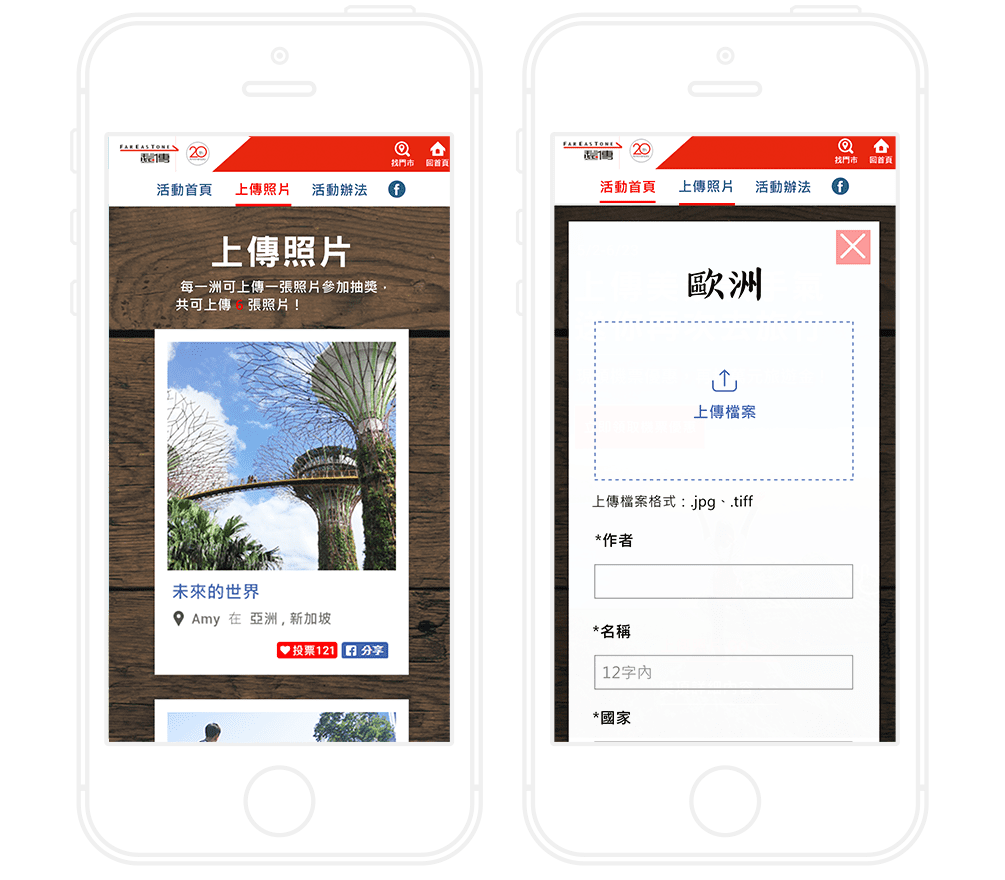 FAREASTONE
遠傳
20
找門市
回首頁
活動首頁
上傳照片
活動辦法
f
上傳照片
每一洲可上傳一張照片參加抽獎，
共可上傳 6 張照片！
未來的世界
Amy 在 亞洲 , 新加坡
投票121
f 分享
FAREASTONE
遠傳
20
找門市
回首頁
活動首頁
上傳照片
活動辦法
f
歐洲
上傳檔案
上傳檔案格式：.jpg、.tiff
*作者
*名稱
12字內
*國家